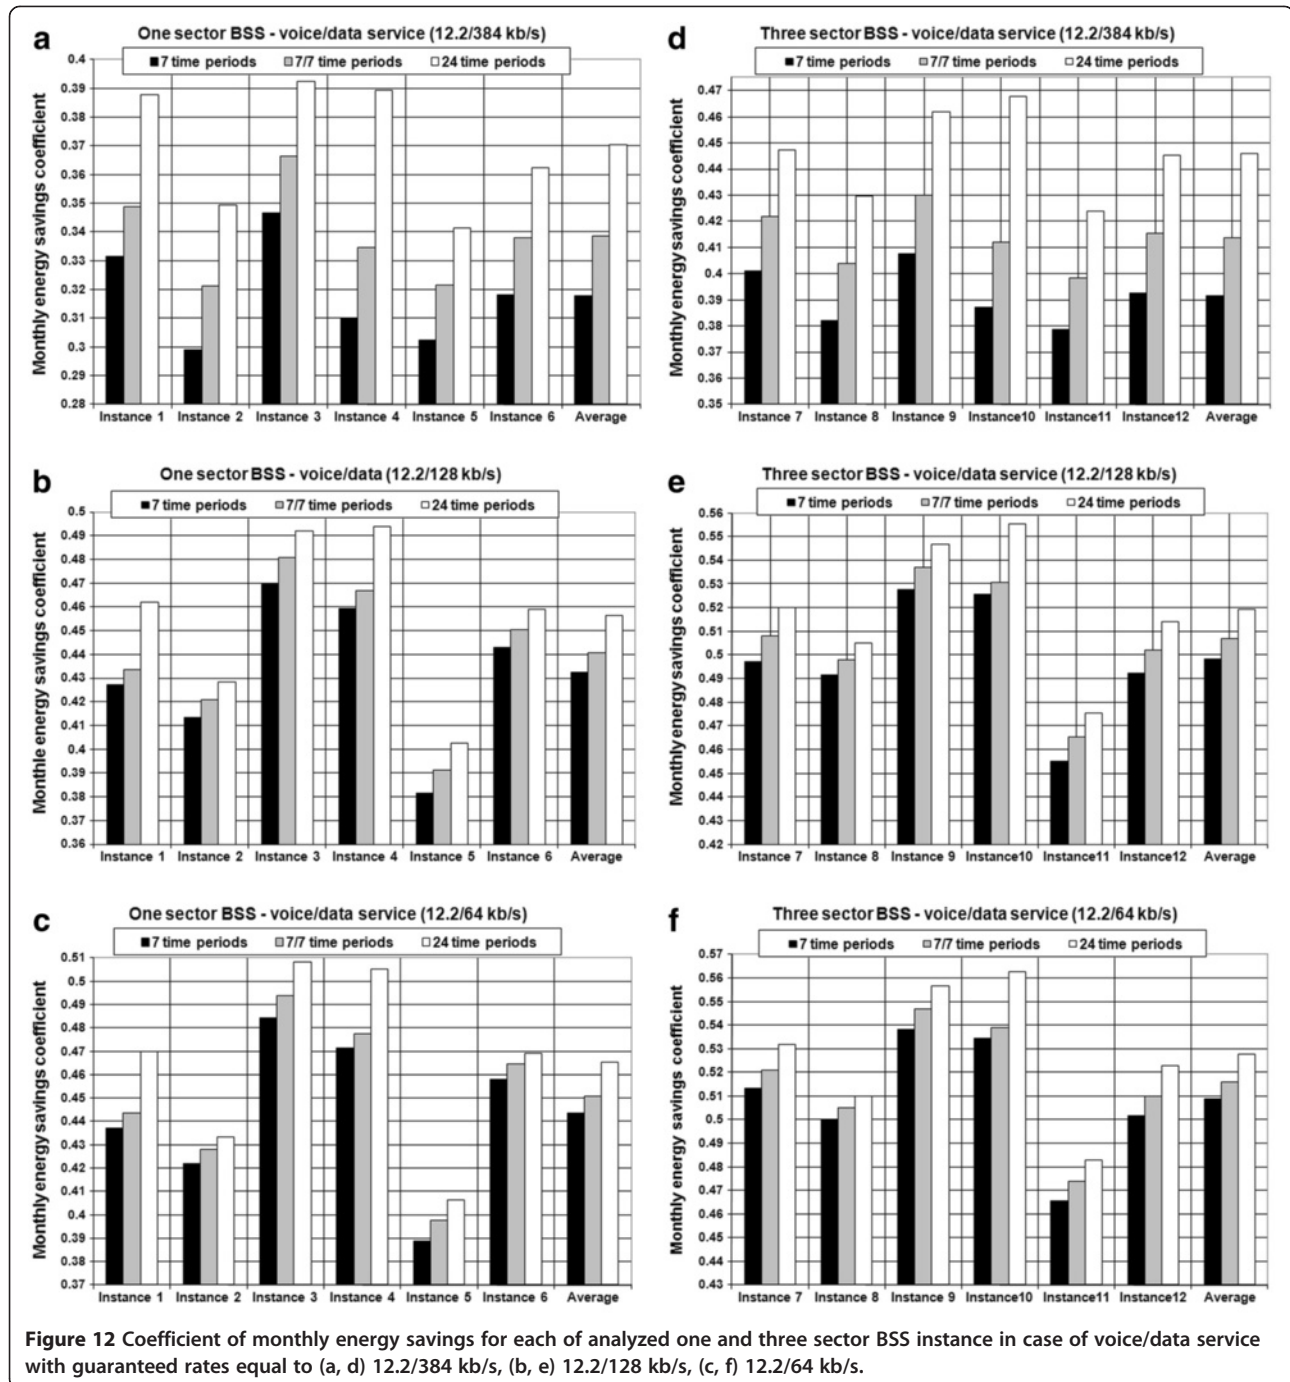 a
One sector BSS - voice/data service (12.2/384 kb/s)
7 time periods 7/7 time periods 24 time periods
Monthly energy savings coefficient
0.4
0.39
0.38
0.37
0.36
0.35
0.34
0.33
0.32
0.31
0.3
0.29
0.28
Instance 1 Instance 2 Instance 3 Instance 4 Instance 5 Instance 6 Average
d
Three sector BSS - voice/data service (12.2/384 kb/s)
7 time periods 7/7 time periods 24 time periods
Monthly energy savings coefficient
0.47
0.46
0.45
0.44
0.43
0.42
0.41
0.4
0.39
0.38
0.37
0.36
0.35
Instance 7 Instance 8 Instance 9 Instance10 Instance11 Instance12 Average
b
One sector BSS - voice/data (12.2/128 kb/s)
7 time periods 7/7 time periods 24 time periods
Monthle energy savings coefficient
0.5
0.49
0.48
0.47
0.46
0.45
0.44
0.43
0.42
0.41
0.4
0.39
0.38
0.37
0.36
Instance 1 Instance 2 Instance 3 Instance 4 Instance 5 Instance 6 Average
e
Three sector BSS - voice/data service (12.2/128 kb/s)
7 time periods 7/7 time periods 24 time periods
Monthly energy savings coefficient
0.56
0.55
0.54
0.53
0.52
0.51
0.5
0.49
0.48
0.47
0.46
0.45
0.44
0.43
0.42
Instance 7 Instance 8 Instance 9 Instance10 Instance11 Instance12 Average
c
One sector BSS - voice/data service (12.2/64 kb/s)
7 time periods 7/7 time periods 24 time periods
Monthly energy savings coefficient
0.51
0.5
0.49
0.48
0.47
0.46
0.45
0.44
0.43
0.42
0.41
0.4
0.39
0.38
0.37
Instance 1 Instance 2 Instance 3 Instance 4 Instance 5 Instance 6 Average
f
Three sector BSS - voice/data service (12.2/64 kb/s)
7 time periods 7/7 time periods 24 time periods
Monthly energy savings coefficient
0.57
0.56
0.55
0.54
0.53
0.52
0.51
0.5
0.49
0.48
0.47
0.46
0.45
0.44
0.43
Instance 7 Instance 8 Instance 9 Instance10 Instance11 Instance12 Average
Figure 12 Coefficient of monthly energy savings for each of analyzed one and three sector BSS instance in case of voice/data service
with guaranteed rates equal to (a, d) 12.2/384 kb/s, (b, e) 12.2/128 kb/s, (c, f) 12.2/64 kb/s.